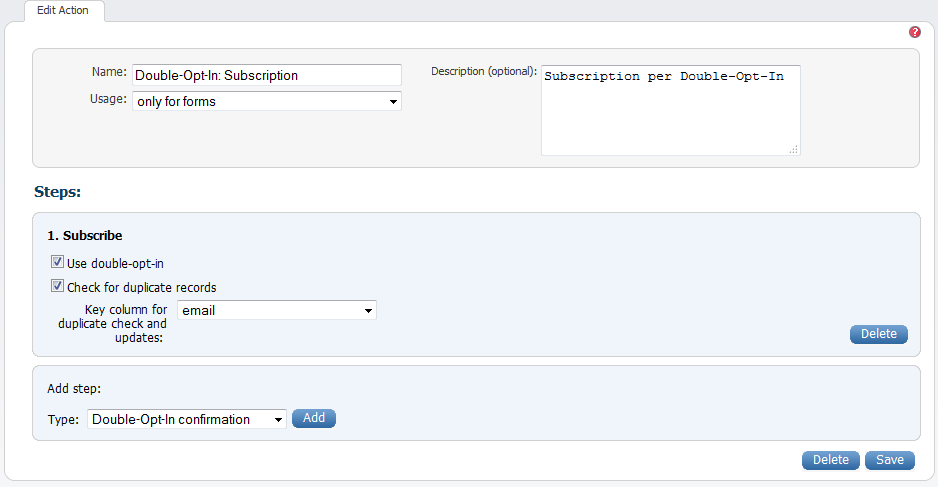 Edit Action
?
Name: Double-Opt-In: Subscription
Description (optional): Subscription per Double-Opt-In
Usage: only for forms
Steps:
1. Subscribe
Use double-opt-in
Check for duplicate records
Key column for
duplicate check and
updates:
email
Delete
Add step:
Type: Double-Opt-In confirmation Add
Delete Save